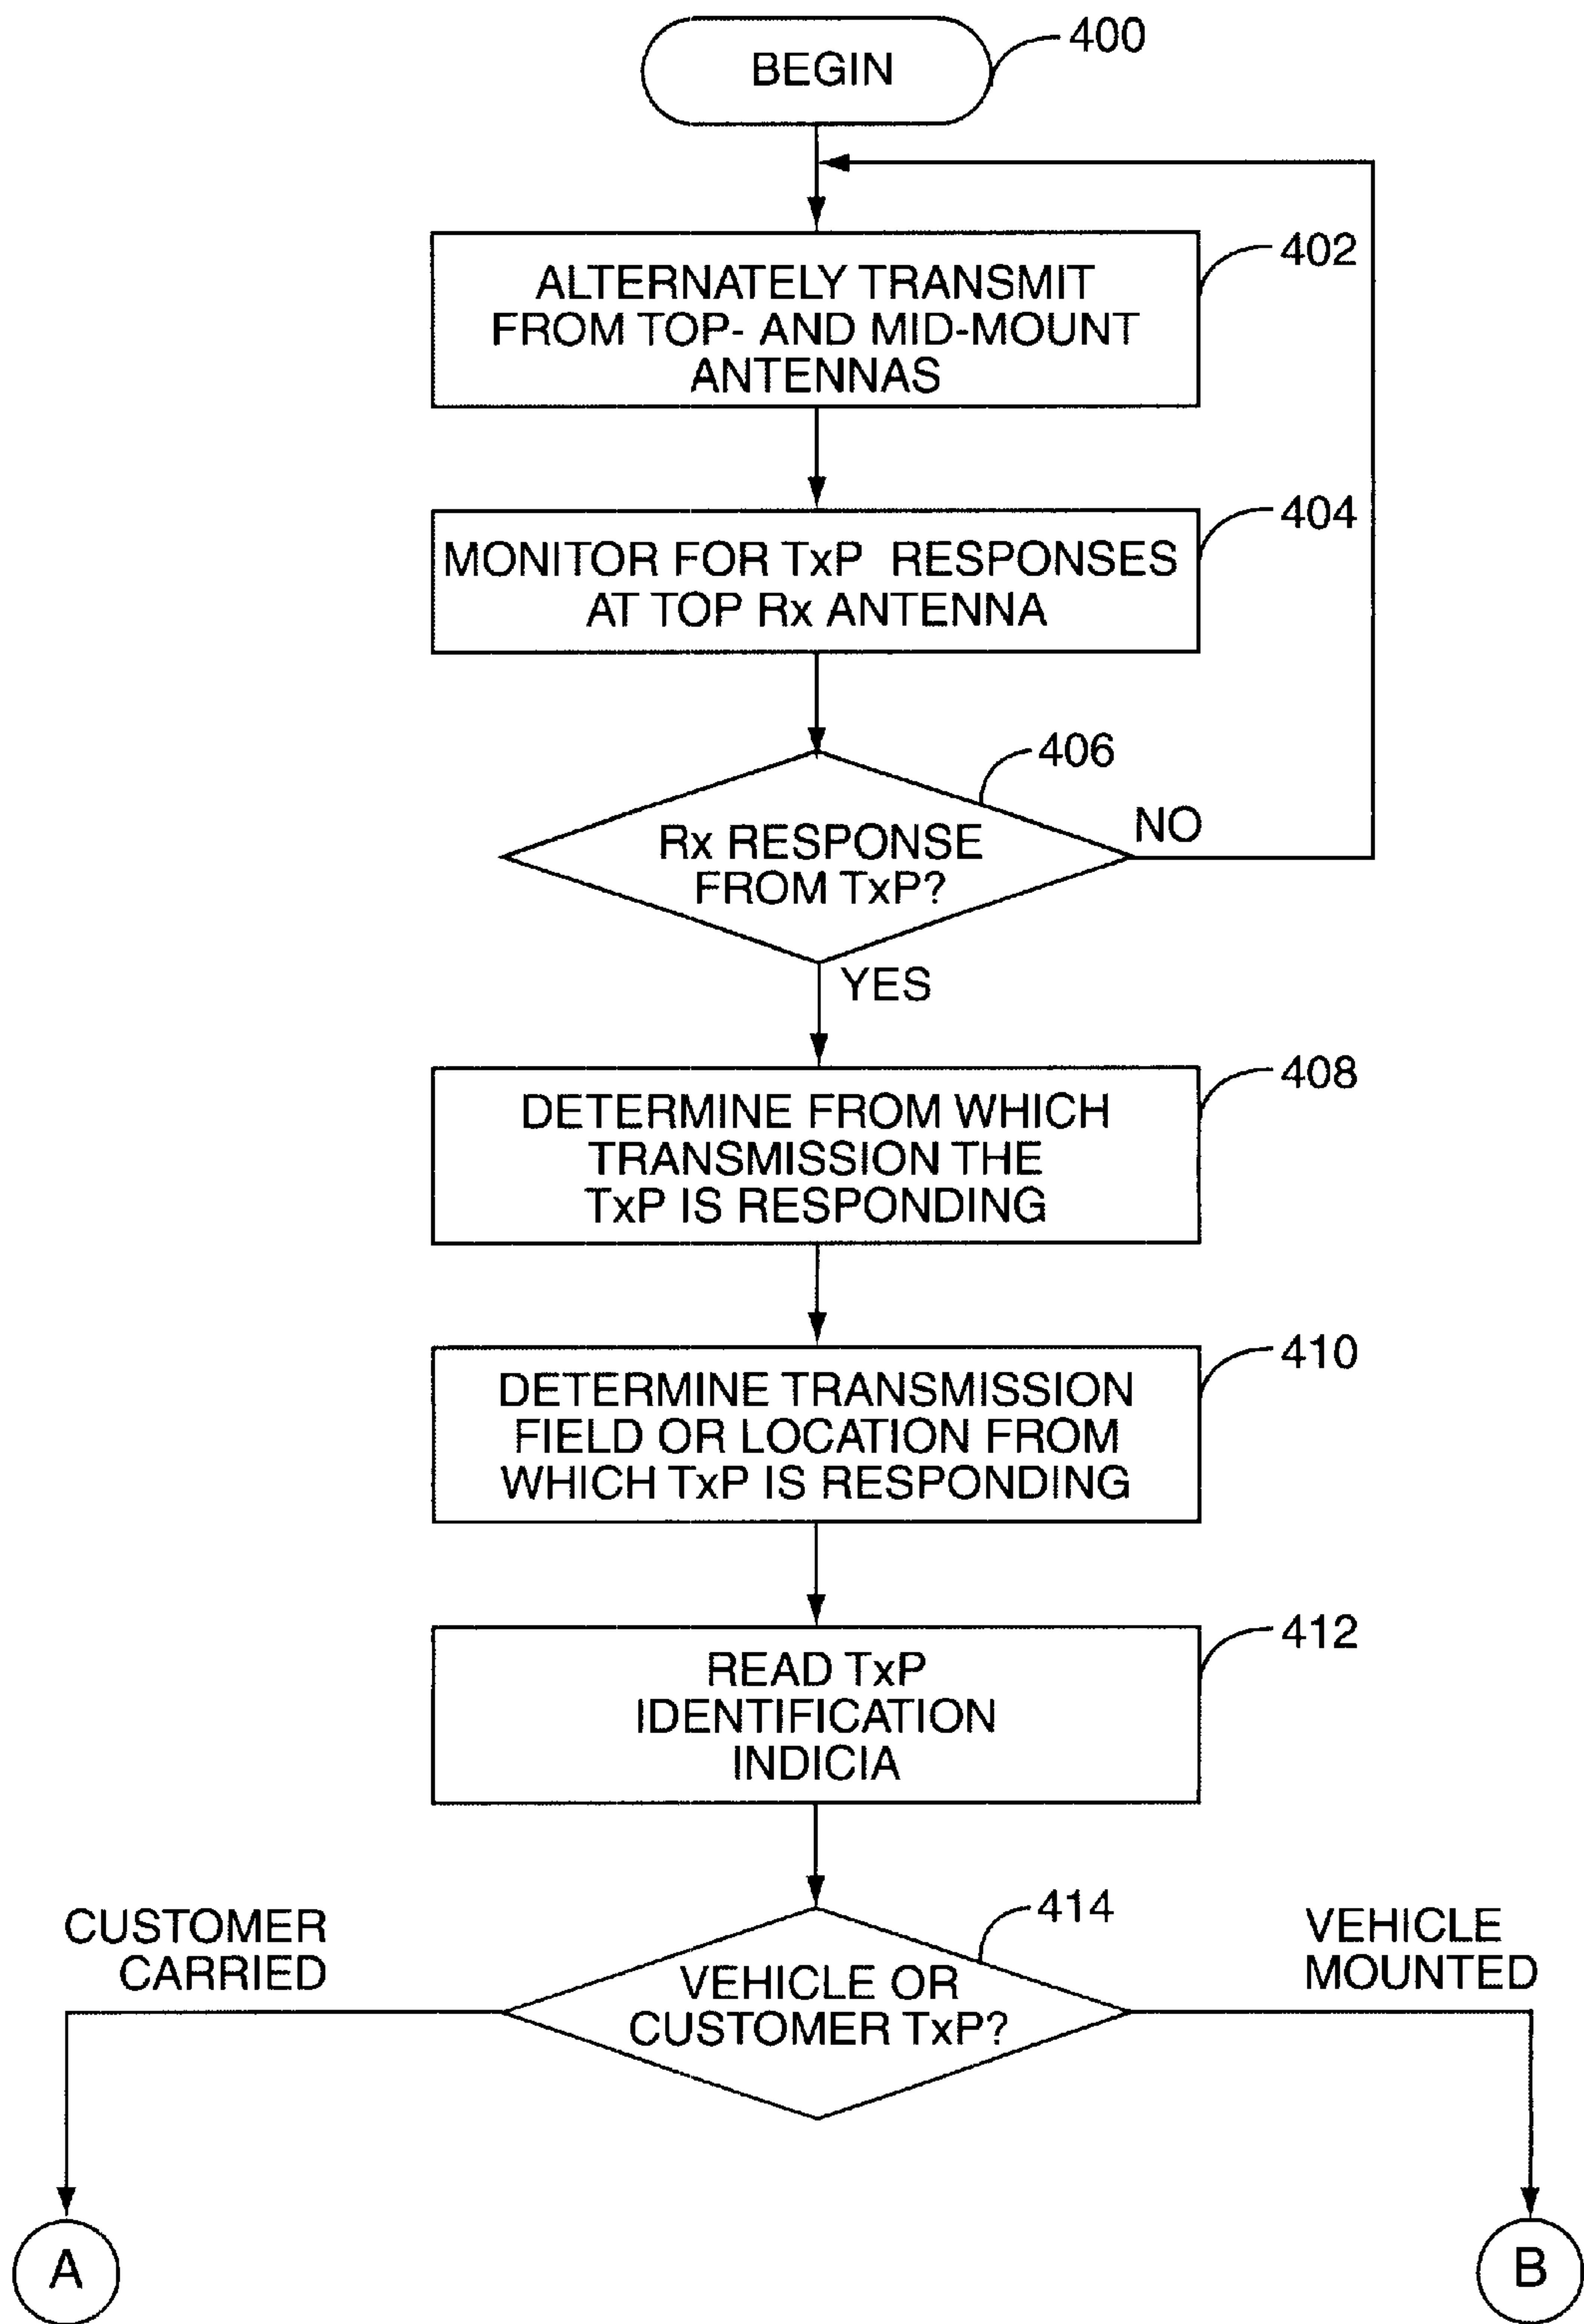 BEGIN
400
ALTERNATELY TRANSMIT
FROM TOP- AND MID-MOUNT
ANTENNAS
402
MONITOR FOR TxP RESPONSES
AT TOP Rx ANTENNA
404
406
Rx RESPONSE
FROM TxP?
NO
YES
408
DETERMINE FROM WHICH
TRANSMISSION THE
TxP IS RESPONDING
410
DETERMINE TRANSMISSION
FIELD OR LOCATION FROM
WHICH TxP IS RESPONDING
412
READ TxP
IDENTIFICATION
INDICIA
414
CUSTOMER
CARRIED
VEHICLE OR
CUSTOMER TxP?
VEHICLE
MOUNTED
A
B